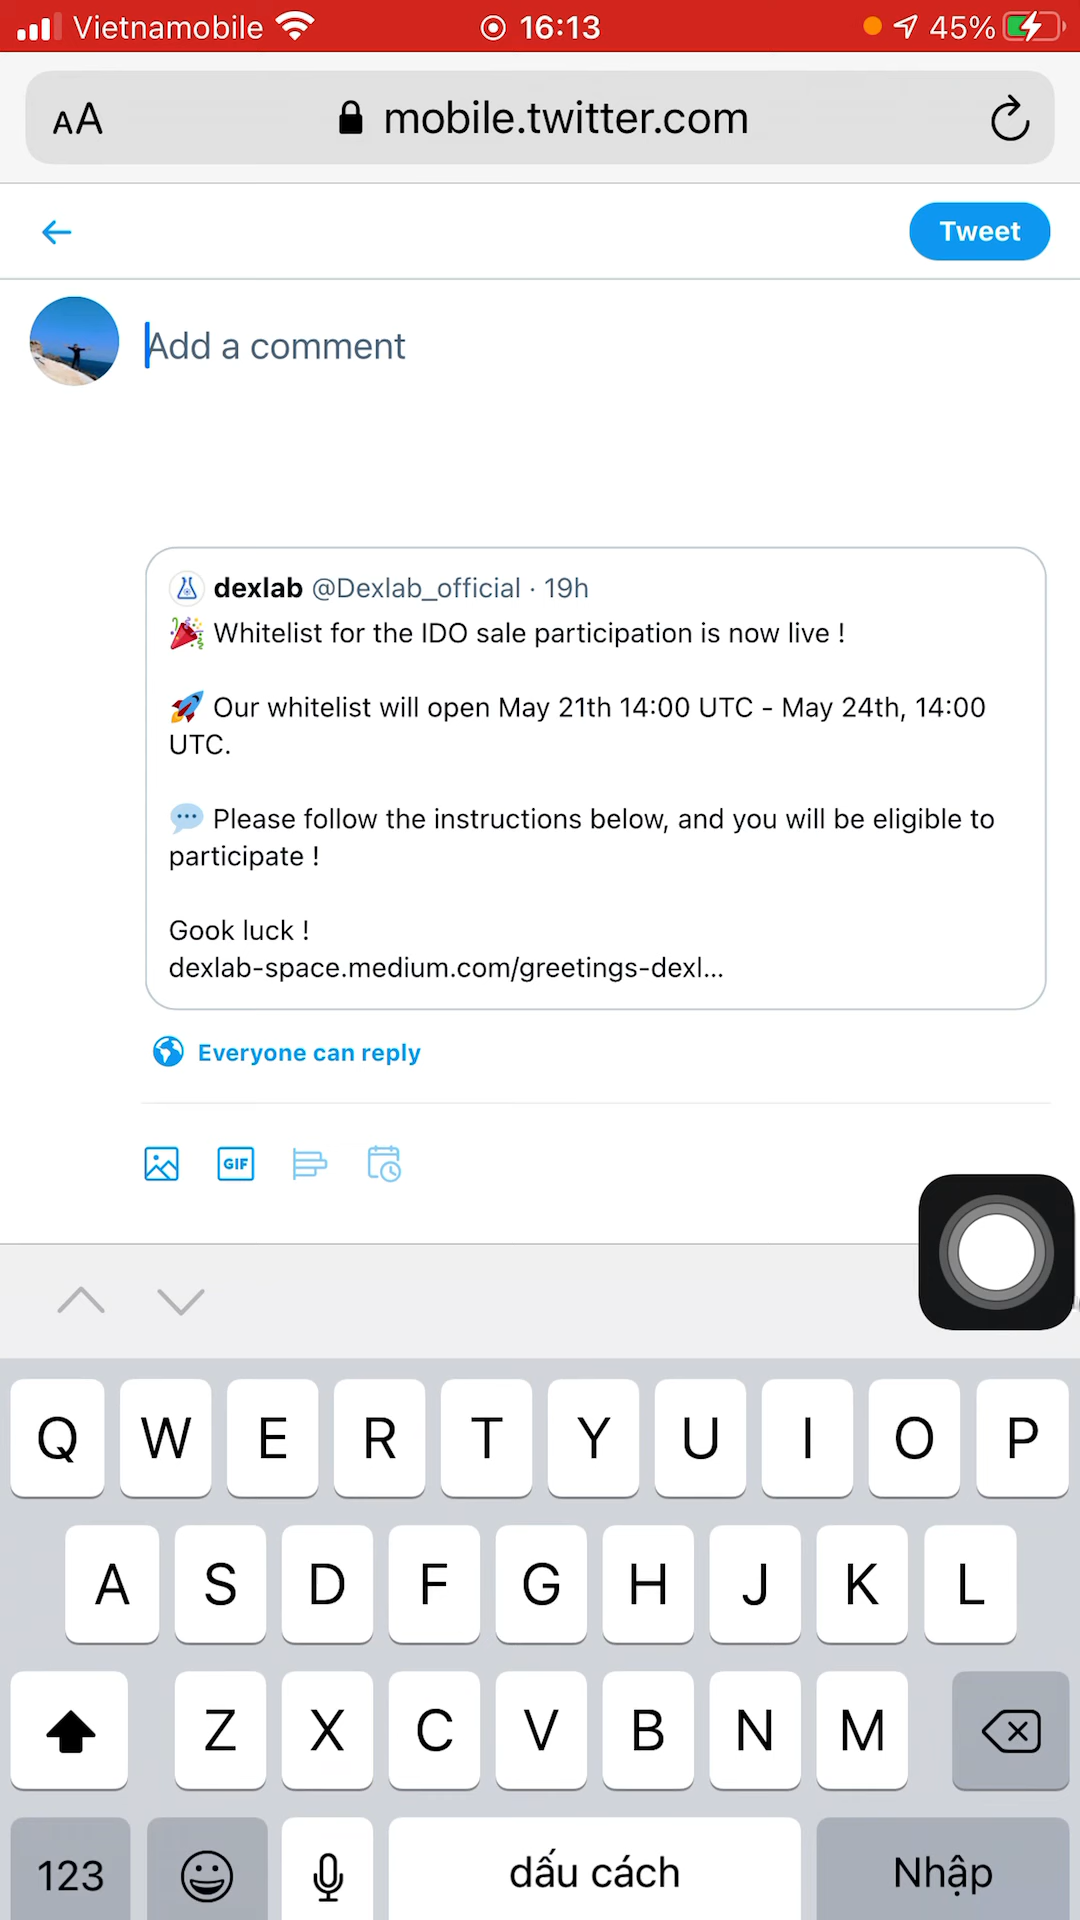 Vietnamobile 16:13 45%
AA mobile.twitter.com
Tweet
Add a comment
dexlab @Dexlab_official · 19h
🎉 Whitelist for the IDO sale participation is now live !
🚀 Our whitelist will open May 21th 14:00 UTC - May 24th, 14:00
UTC.
💬 Please follow the instructions below, and you will be eligible to
participate !
Gook luck !
dexlab-space.medium.com/greetings-dexl...
Everyone can reply
GIF
Q W E R T Y U I O P
A S D F G H J K L
Z X C V B N M
123 dấu cách Nhập